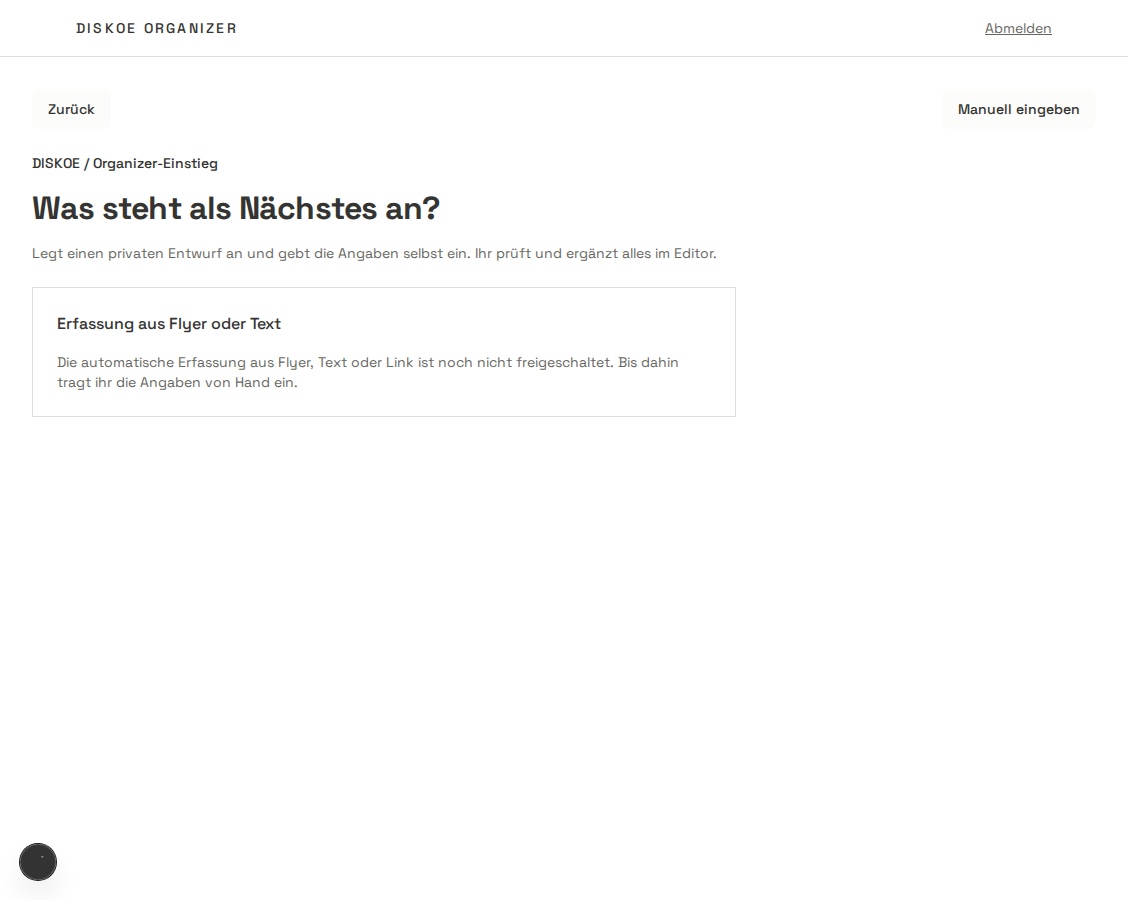 DISKOE ORGANIZER
Abmelden
Zurück
Manuell eingeben
DISKOE / Organizer-Einstieg
Was steht als Nächstes an?
Legt einen privaten Entwurf an und gebt die Angaben selbst ein. Ihr prüft und ergänzt alles im Editor.
Erfassung aus Flyer oder Text
Die automatische Erfassung aus Flyer, Text oder Link ist noch nicht freigeschaltet. Bis dahin
tragt ihr die Angaben von Hand ein.